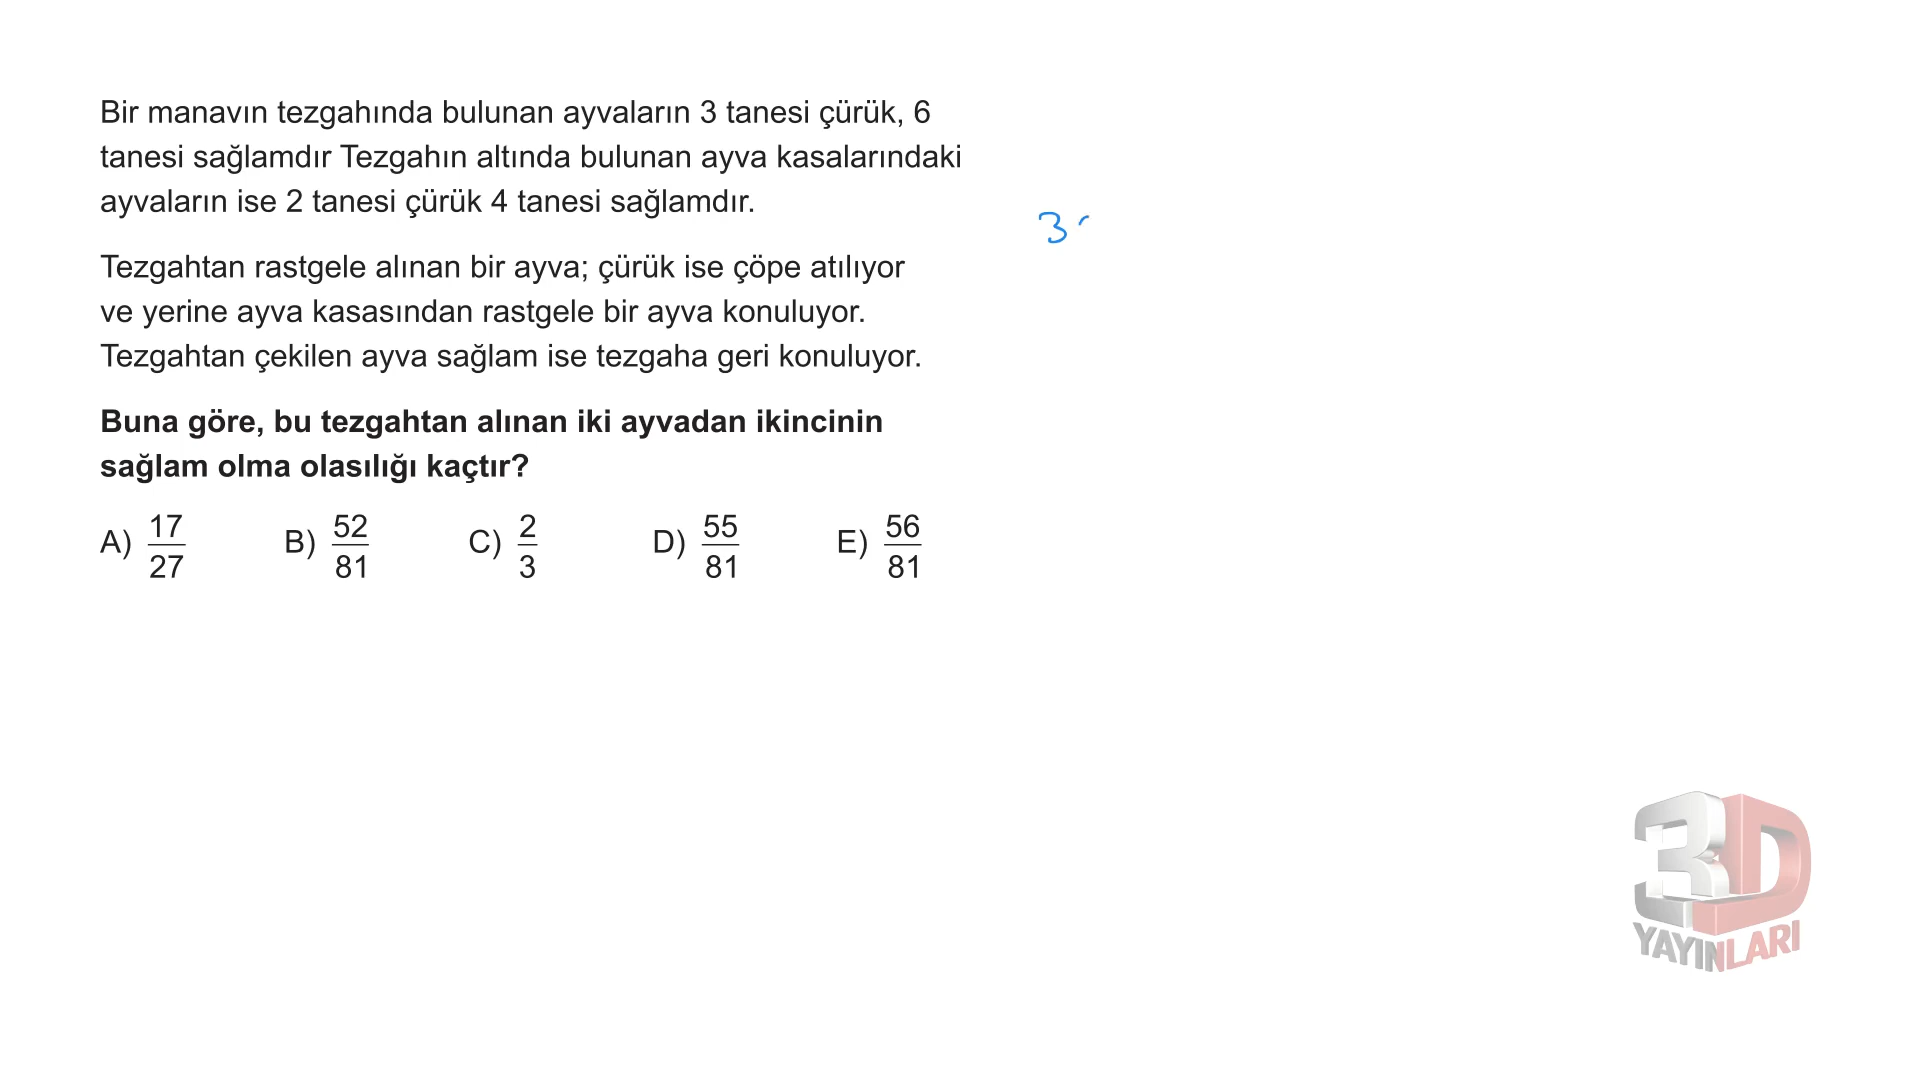 Bir manavın tezgahında bulunan ayvaların 3 tanesi çürük, 6
tanesi sağlamdır Tezgahın altında bulunan ayva kasalarındaki
ayvaların ise 2 tanesi çürük 4 tanesi sağlamdır.
3
Tezgahtan rastgele alınan bir ayva; çürük ise çöpe atılıyor
ve yerine ayva kasasından rastgele bir ayva konuluyor.
Tezgahtan çekilen ayva sağlam ise tezgaha geri konuluyor.
Buna göre, bu tezgahtan alınan iki ayvadan ikincinin
sağlam olma olasılığı kaçtır?
A) 17/27 B) 52/81 C) 2/3 D) 55/81 E) 56/81
3D
YAYINLARI